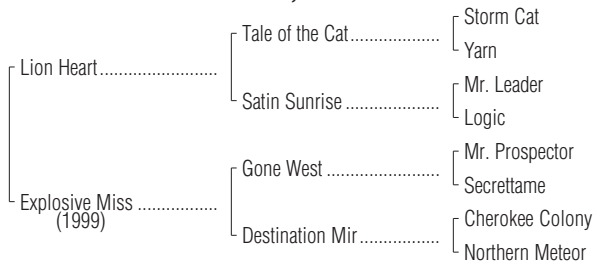 Storm Cat
Tale of the Cat...................
Yarn
Lion Heart.........................
Mr. Leader
Satin Sunrise ....................
Logic
Mr. Prospector
Gone West ........................
Secrettame
Explosive Miss .................
(1999)
Cherokee Colony
Destination Mir.................
Northern Meteor